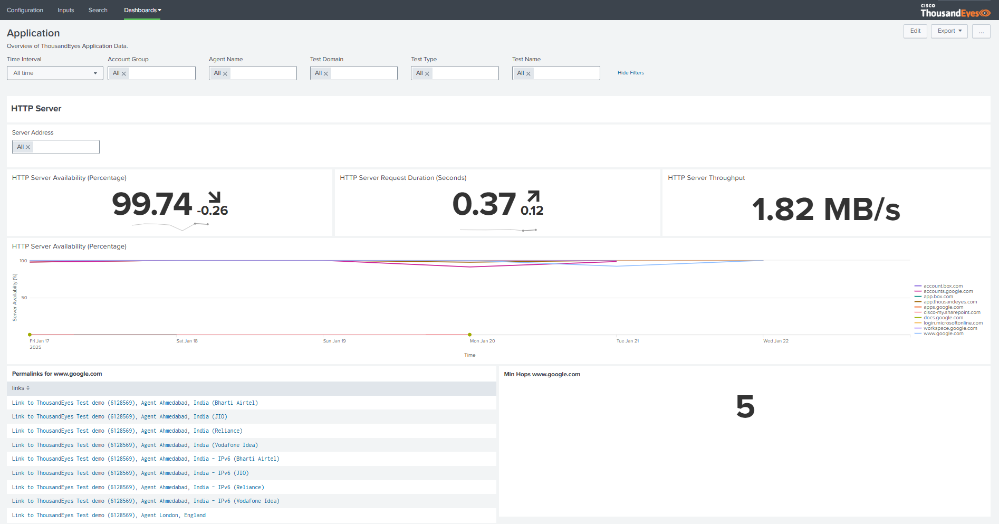 Configuration Inputs Search Dashboards
CISCO
ThousandEyes
Application
Edit Export ...
Overview of ThousandEyes Application Data.
Time Interval Account Group Agent Name Test Domain Test Type Test Name
All time All All All All All Hide Filters
HTTP Server
Server Address
All
HTTP Server Availability (Percentage)
99.74 -0.26
HTTP Server Request Duration (Seconds)
0.37 0.12
HTTP Server Throughput
1.82 MB/s
HTTP Server Availability (Percentage)
100
50
Server Availability (%)
Fri Jan 17
2025
Sat Jan 18
Sun Jan 19
Mon Jan 20
Tue Jan 21
Wed Jan 22
Time
account.box.com
accounts.google.com
app.box.com
app.thousandeyes.com
apps.google.com
cisco-my.sharepoint.com
docs.google.com
login.microsoftonline.com
workspace.google.com
www.google.com
Permalinks for www.google.com
links
Link to ThousandEyes Test demo (6128569), Agent Ahmedabad, India (Bharti Airtel)
Link to ThousandEyes Test demo (6128569), Agent Ahmedabad, India (JIO)
Link to ThousandEyes Test demo (6128569), Agent Ahmedabad, India (Reliance)
Link to ThousandEyes Test demo (6128569), Agent Ahmedabad, India (Vodafone Idea)
Link to ThousandEyes Test demo (6128569), Agent Ahmedabad, India - IPv6 (Bharti Airtel)
Link to ThousandEyes Test demo (6128569), Agent Ahmedabad, India - IPv6 (JIO)
Link to ThousandEyes Test demo (6128569), Agent Ahmedabad, India - IPv6 (Reliance)
Link to ThousandEyes Test demo (6128569), Agent Ahmedabad, India - IPv6 (Vodafone Idea)
Link to ThousandEyes Test demo (6128569), Agent London, England
Min Hops www.google.com
5